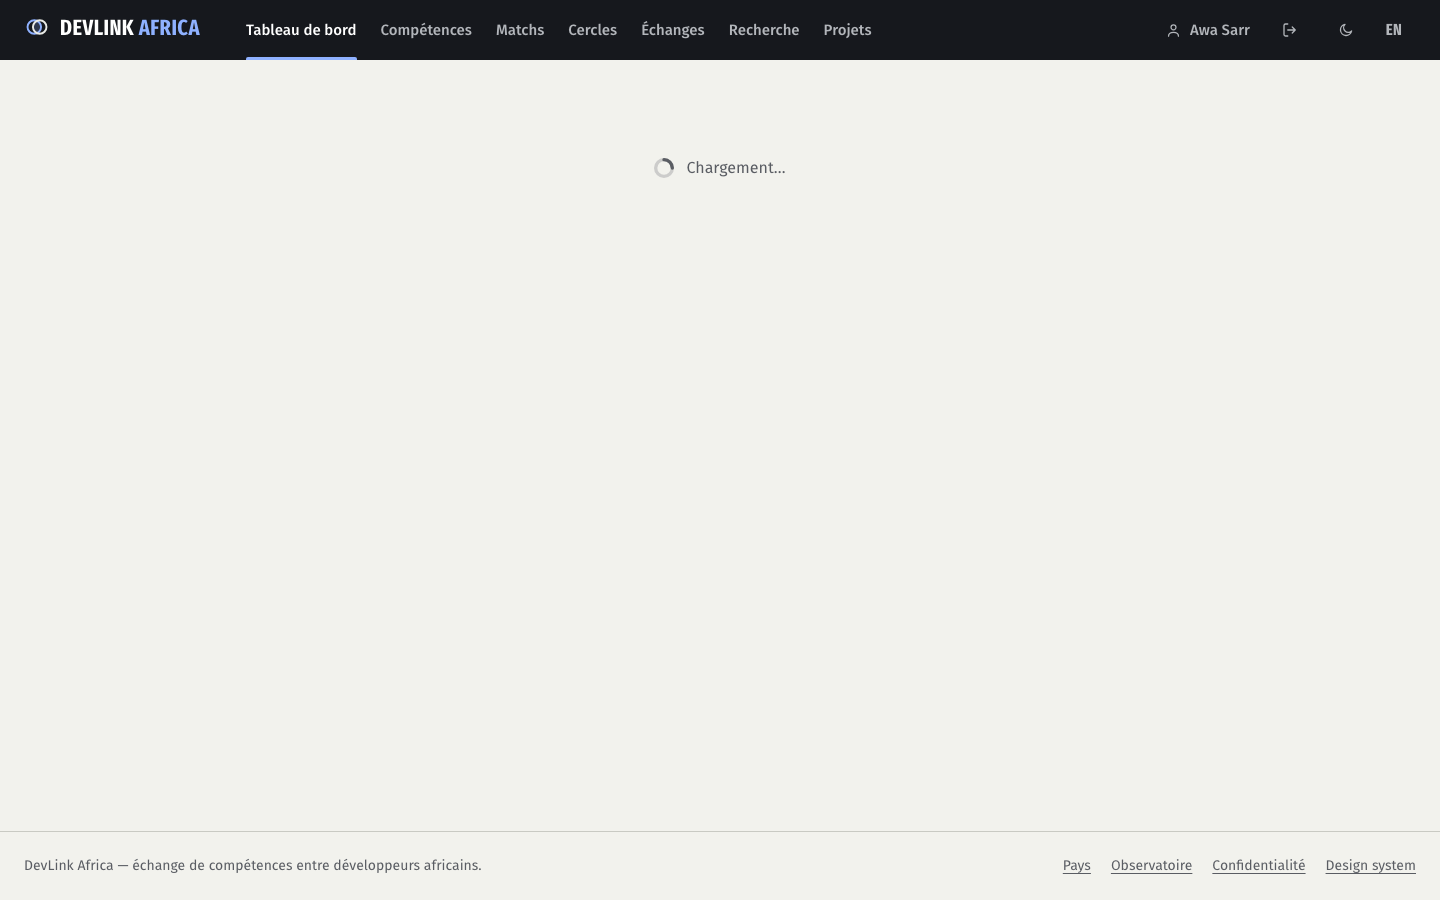 DEVLINK AFRICA
Tableau de bord
Compétences
Matchs
Cercles
Échanges
Recherche
Projets
Awa Sarr
EN
Chargement...
DevLink Africa — échange de compétences entre développeurs africains.
Pays
Observatoire
Confidentialité
Design system